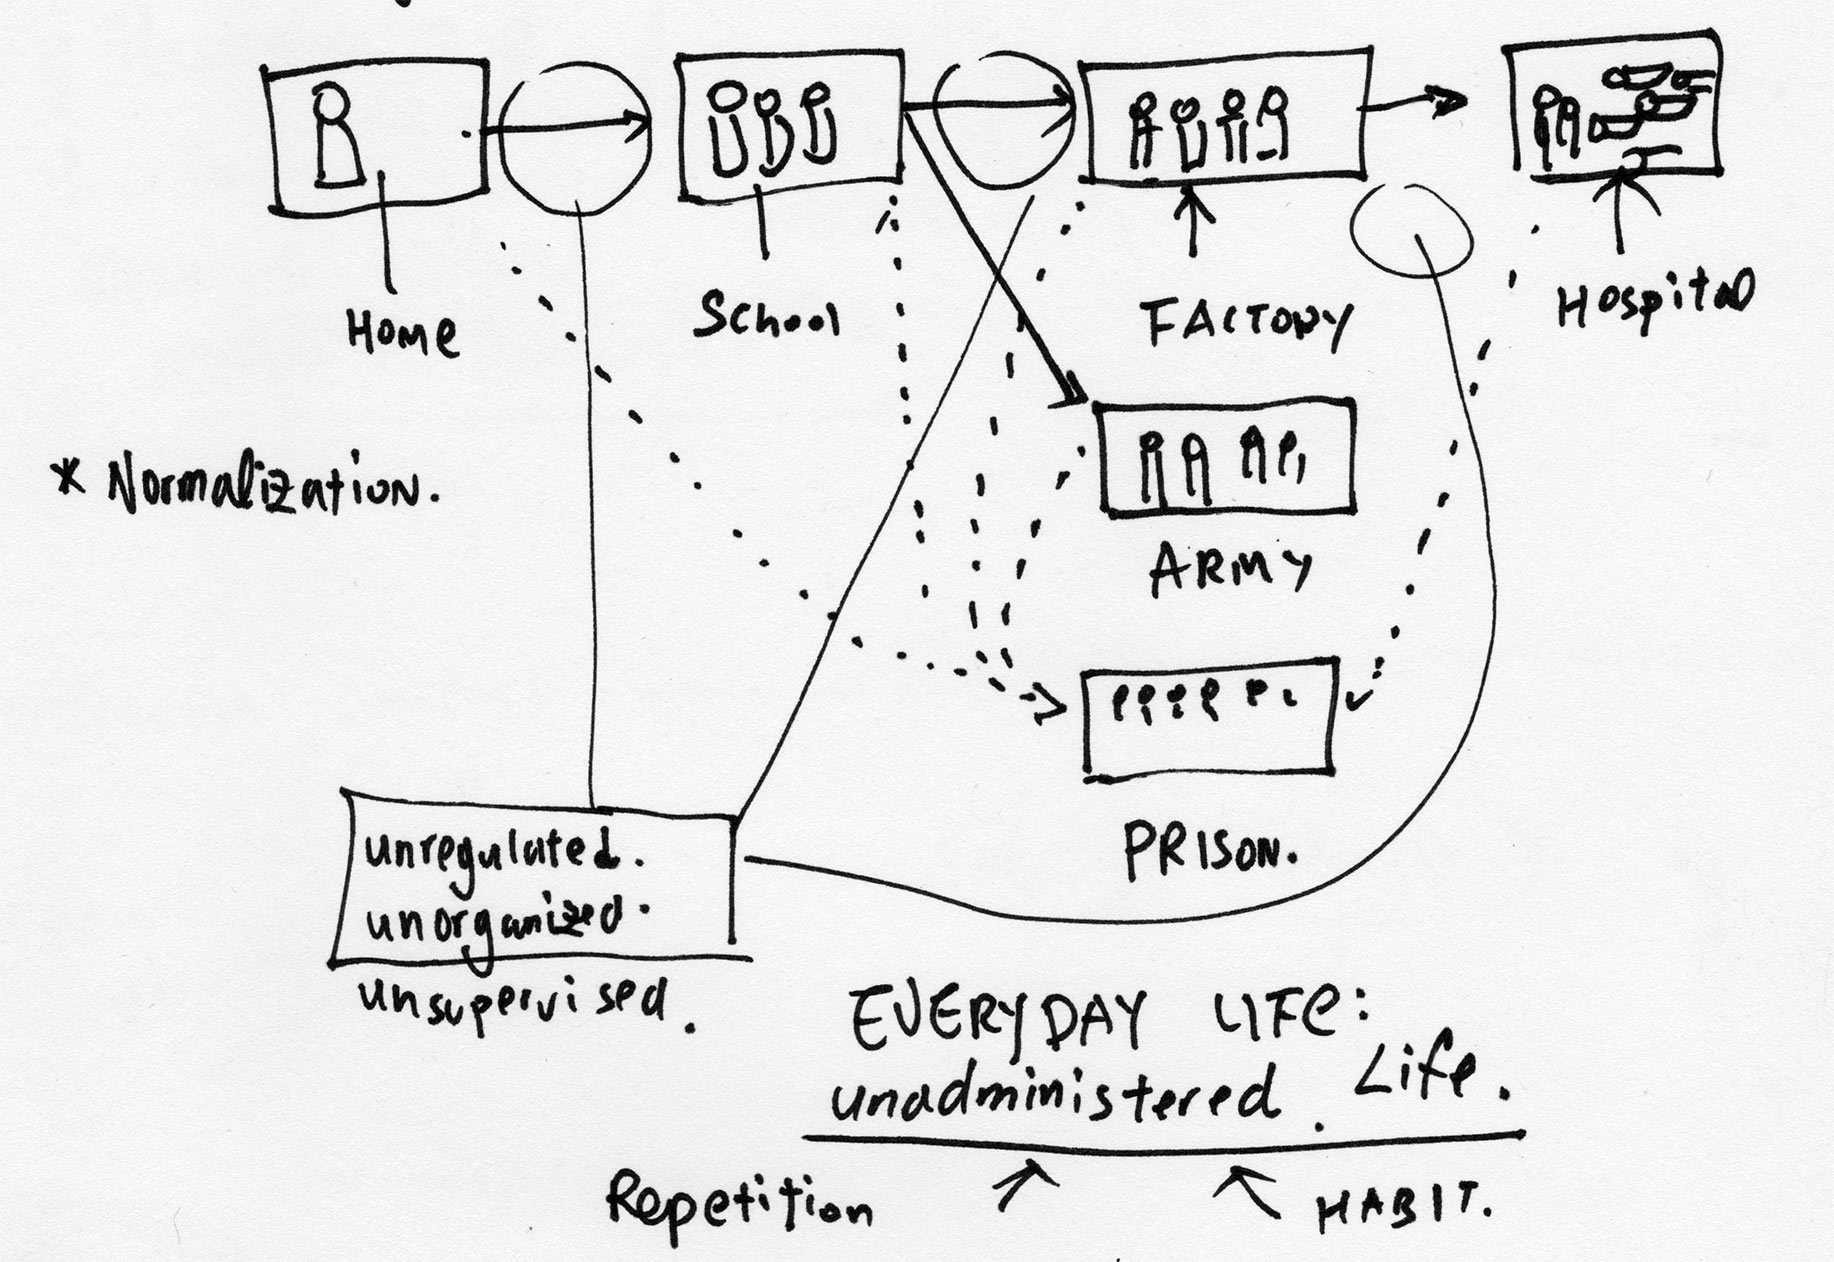 Home
School
FACTORY
Hospital
* Normalization.
ARMY
PRISON.
unregulated.
unorganized.
unsupervised.
EVERYDAY LIFE:
unadministered. Life.
Repetition
HABIT.